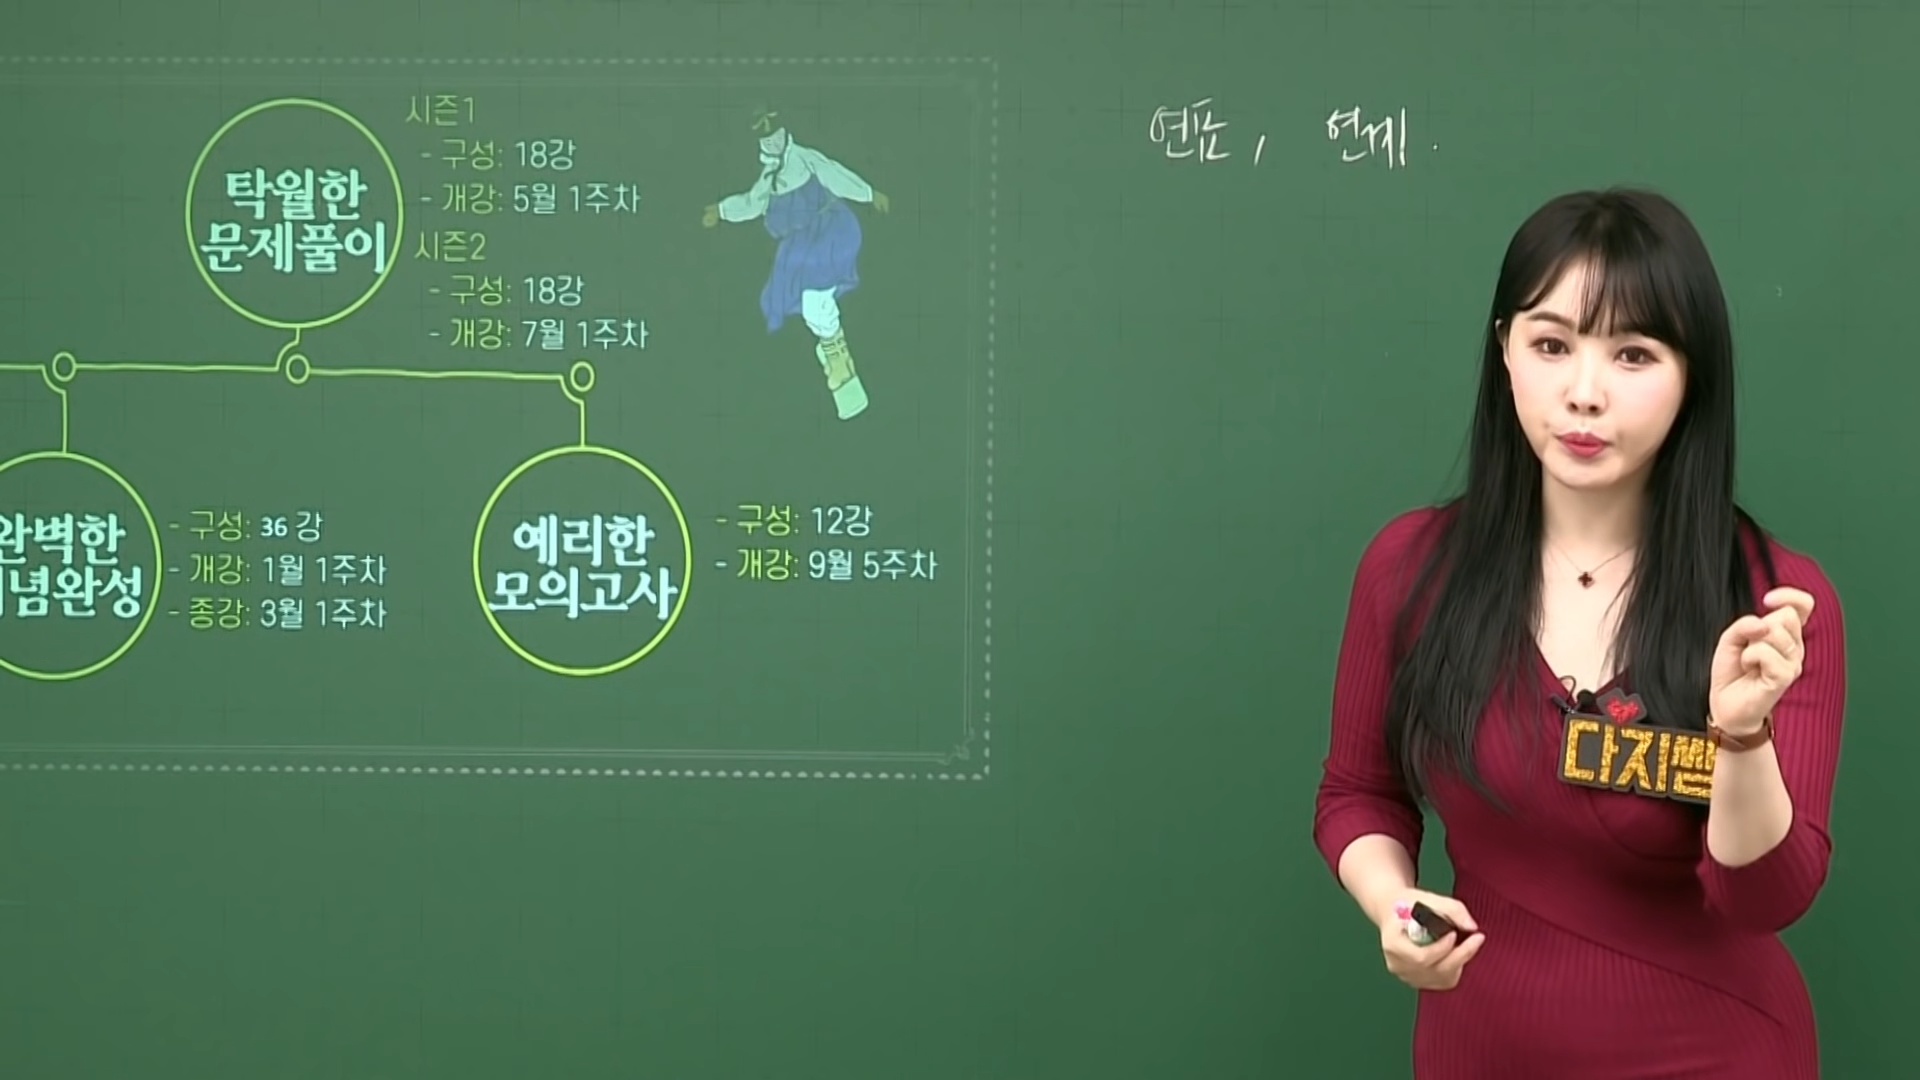 시즌1
- 구성: 18강
- 개강: 5월 1주차
탁월한
문제풀이
시즌2
- 구성: 18강
- 개강: 7월 1주차
완벽한
개념완성
- 구성: 36 강
- 개강: 1월 1주차
- 종강: 3월 1주차
예리한
모의고사
- 구성: 12강
- 개강: 9월 5주차
연표, 연계.
다지쌤